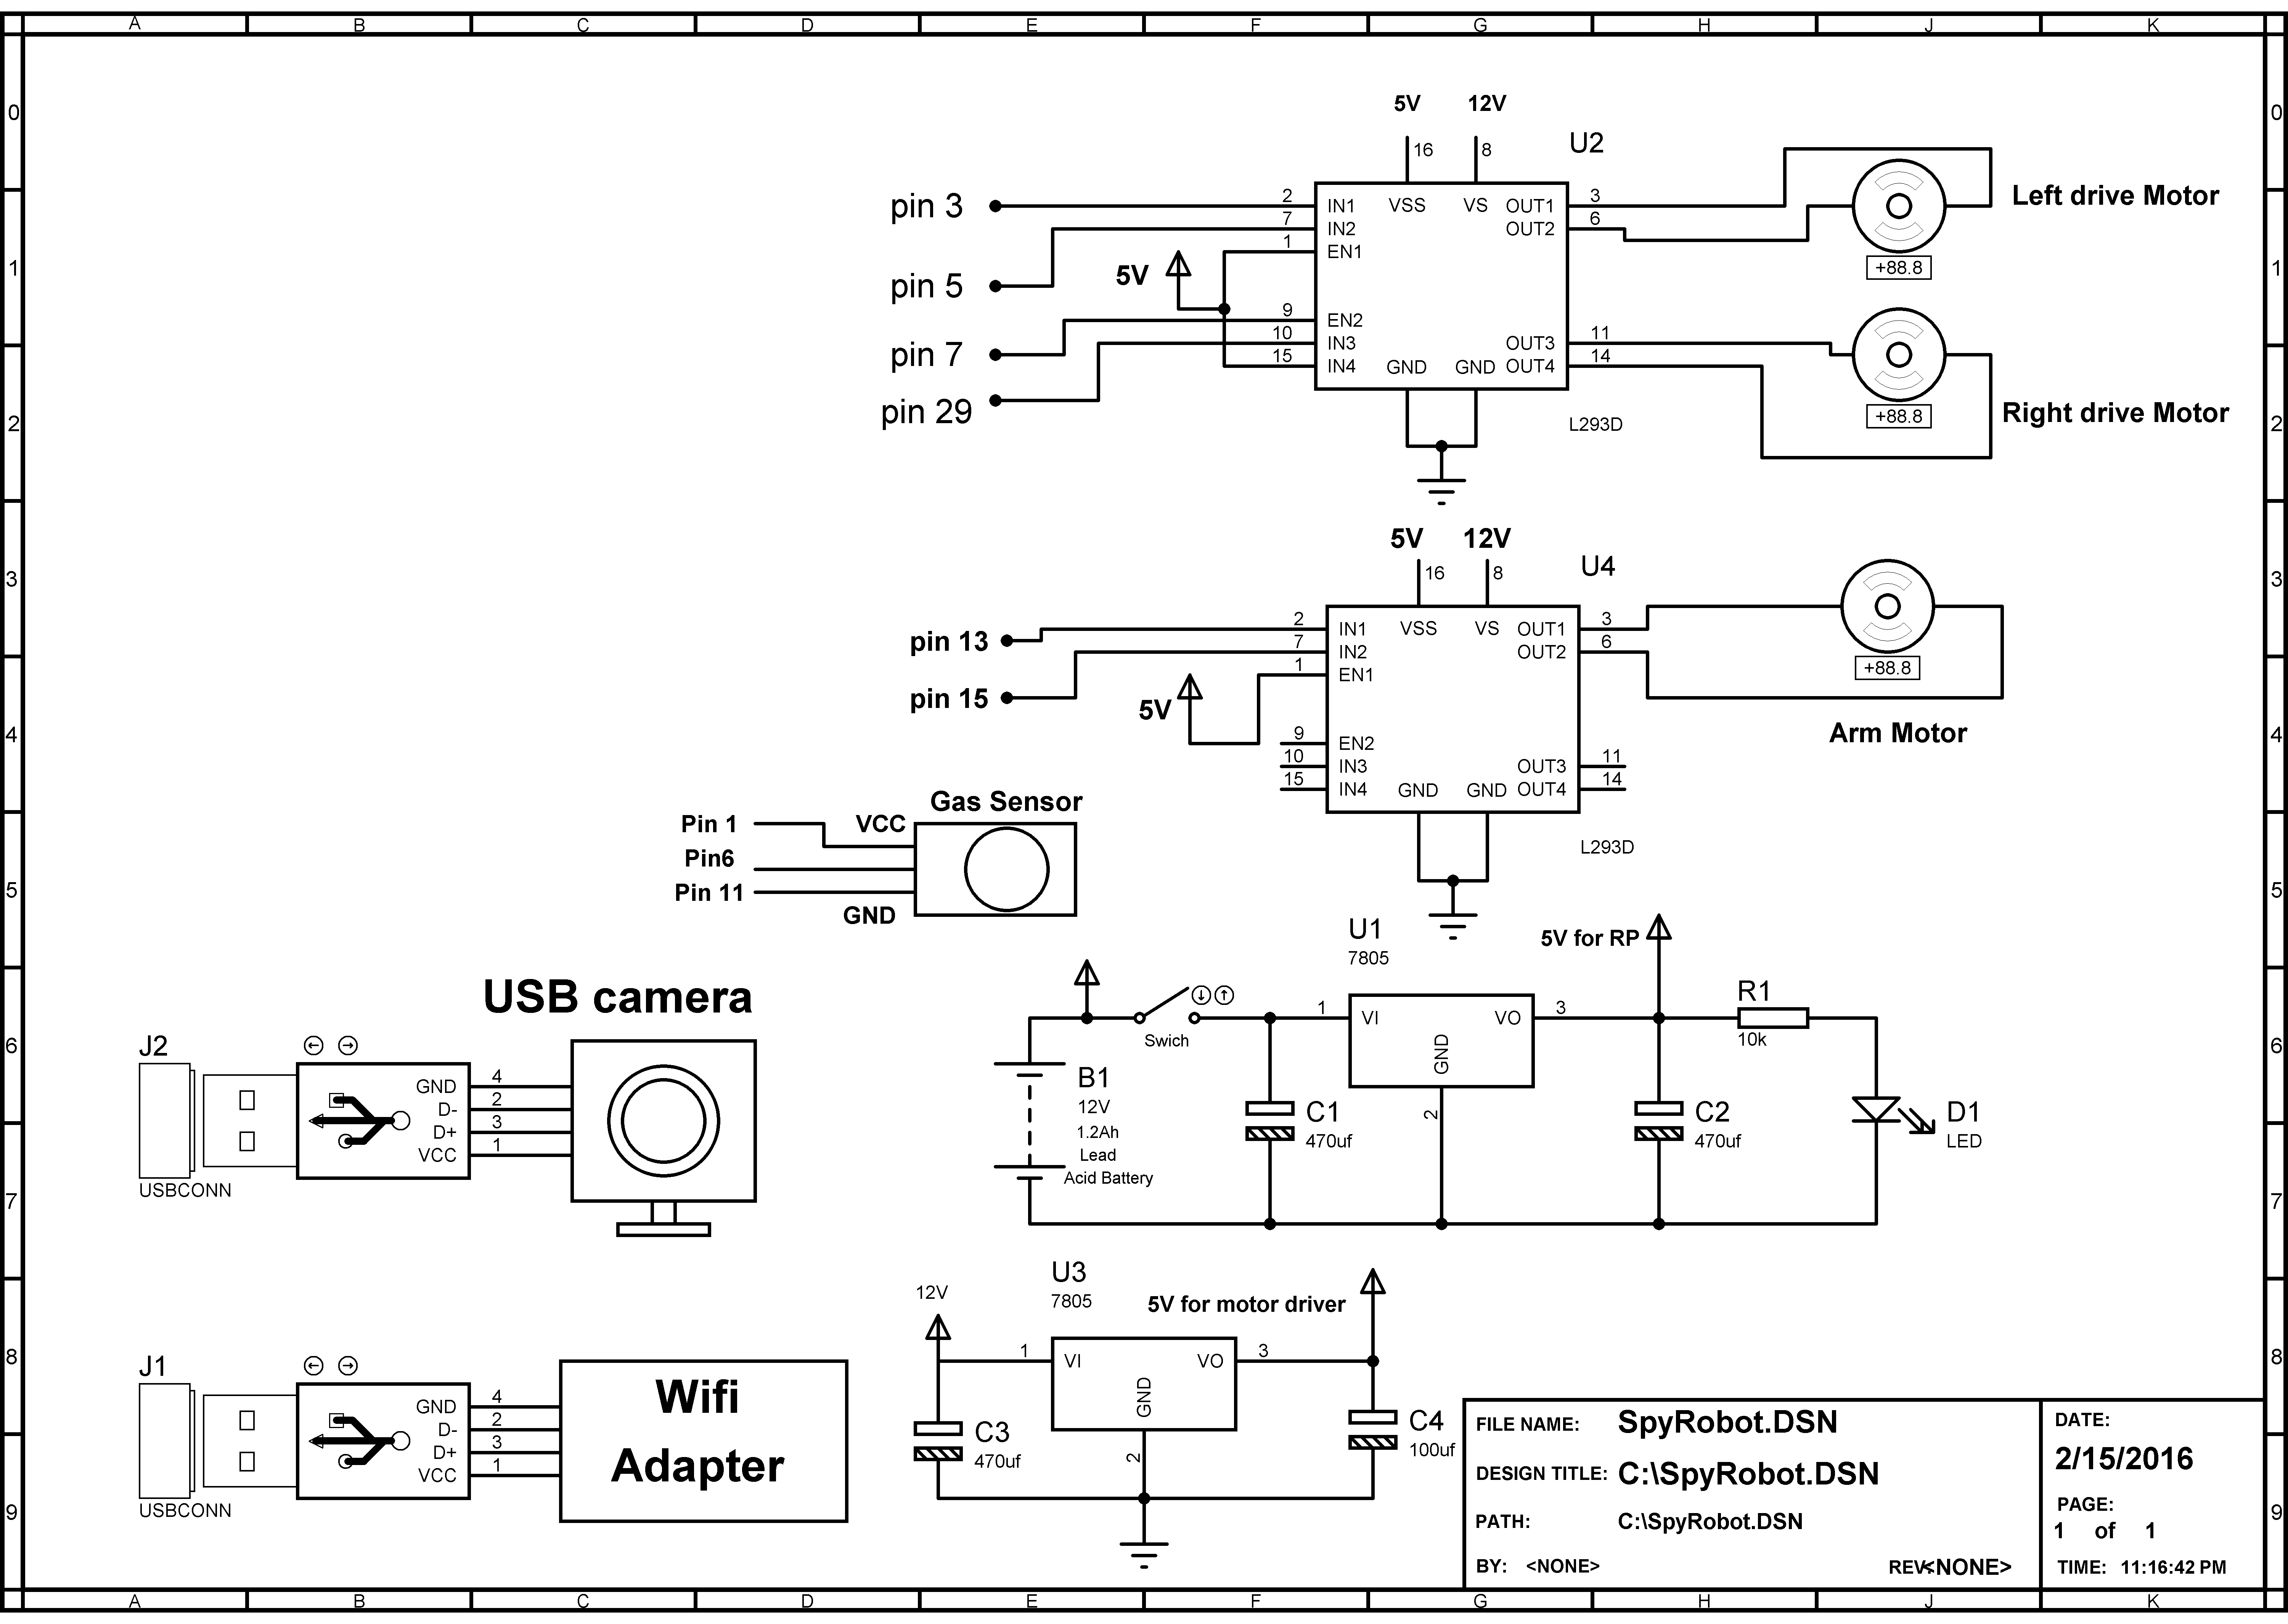 A B C D E F G H J K
0 0
1 1
2 2
3 3
4 4
5 5
6 6
7 7
8 8
9 9
5V 12V
16 8
U2
pin 3
pin 5
5V
pin 7
pin 29
2 IN1 VSS VS OUT1 3
7 IN2 OUT2 6
1 EN1
9 EN2
10 IN3 OUT3 11
15 IN4 GND GND OUT4 14
L293D
Left drive Motor
+88.8
Right drive Motor
+88.8
5V 12V
16 8
U4
pin 13
pin 15
5V
2 IN1 VSS VS OUT1 3
7 IN2 OUT2 6
1 EN1
9 EN2
10 IN3 OUT3 11
15 IN4 GND GND OUT4 14
L293D
+88.8
Arm Motor
Gas Sensor
Pin 1 VCC
Pin6
Pin 11
GND
U1
7805
5V for RP
1 VI VO 3
GND
2
Swich
B1
12V
1.2Ah
Lead
Acid Battery
C1
470uf
C2
470uf
R1
10k
D1
LED
USB camera
J2
USBCONN
GND 4
D- 2
D+ 3
VCC 1
J1
USBCONN
GND 4
D- 2
D+ 3
VCC 1
Wifi
Adapter
12V
U3
7805
5V for motor driver
1 VI VO 3
GND
2
C3
470uf
C4
100uf
FILE NAME: SpyRobot.DSN
DESIGN TITLE: C:\SpyRobot.DSN
PATH: C:\SpyRobot.DSN
BY: <NONE> REV:<NONE>
DATE:
2/15/2016
PAGE:
1 of 1
TIME: 11:16:42 PM
A B C D E F G H J K